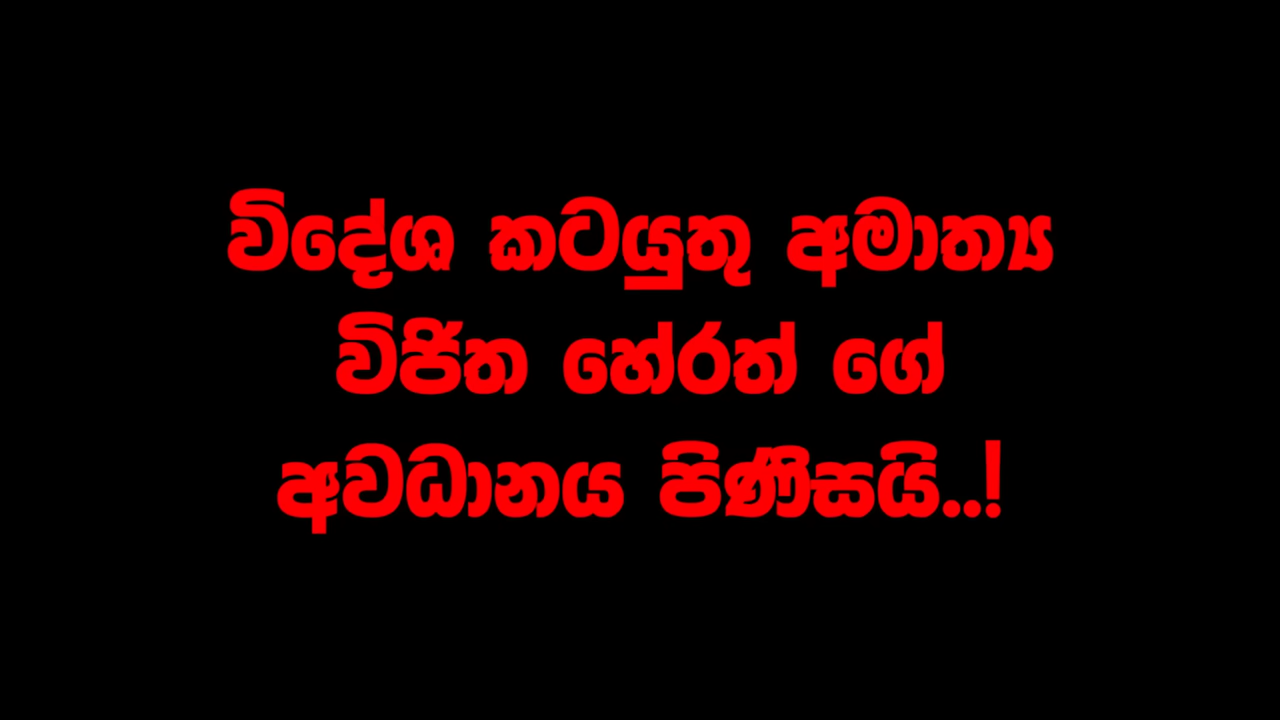 විදේශ කටයුතු අමාත්‍ය
විජිත හේරත් ගේ
අවධානය පිණිසයි..!